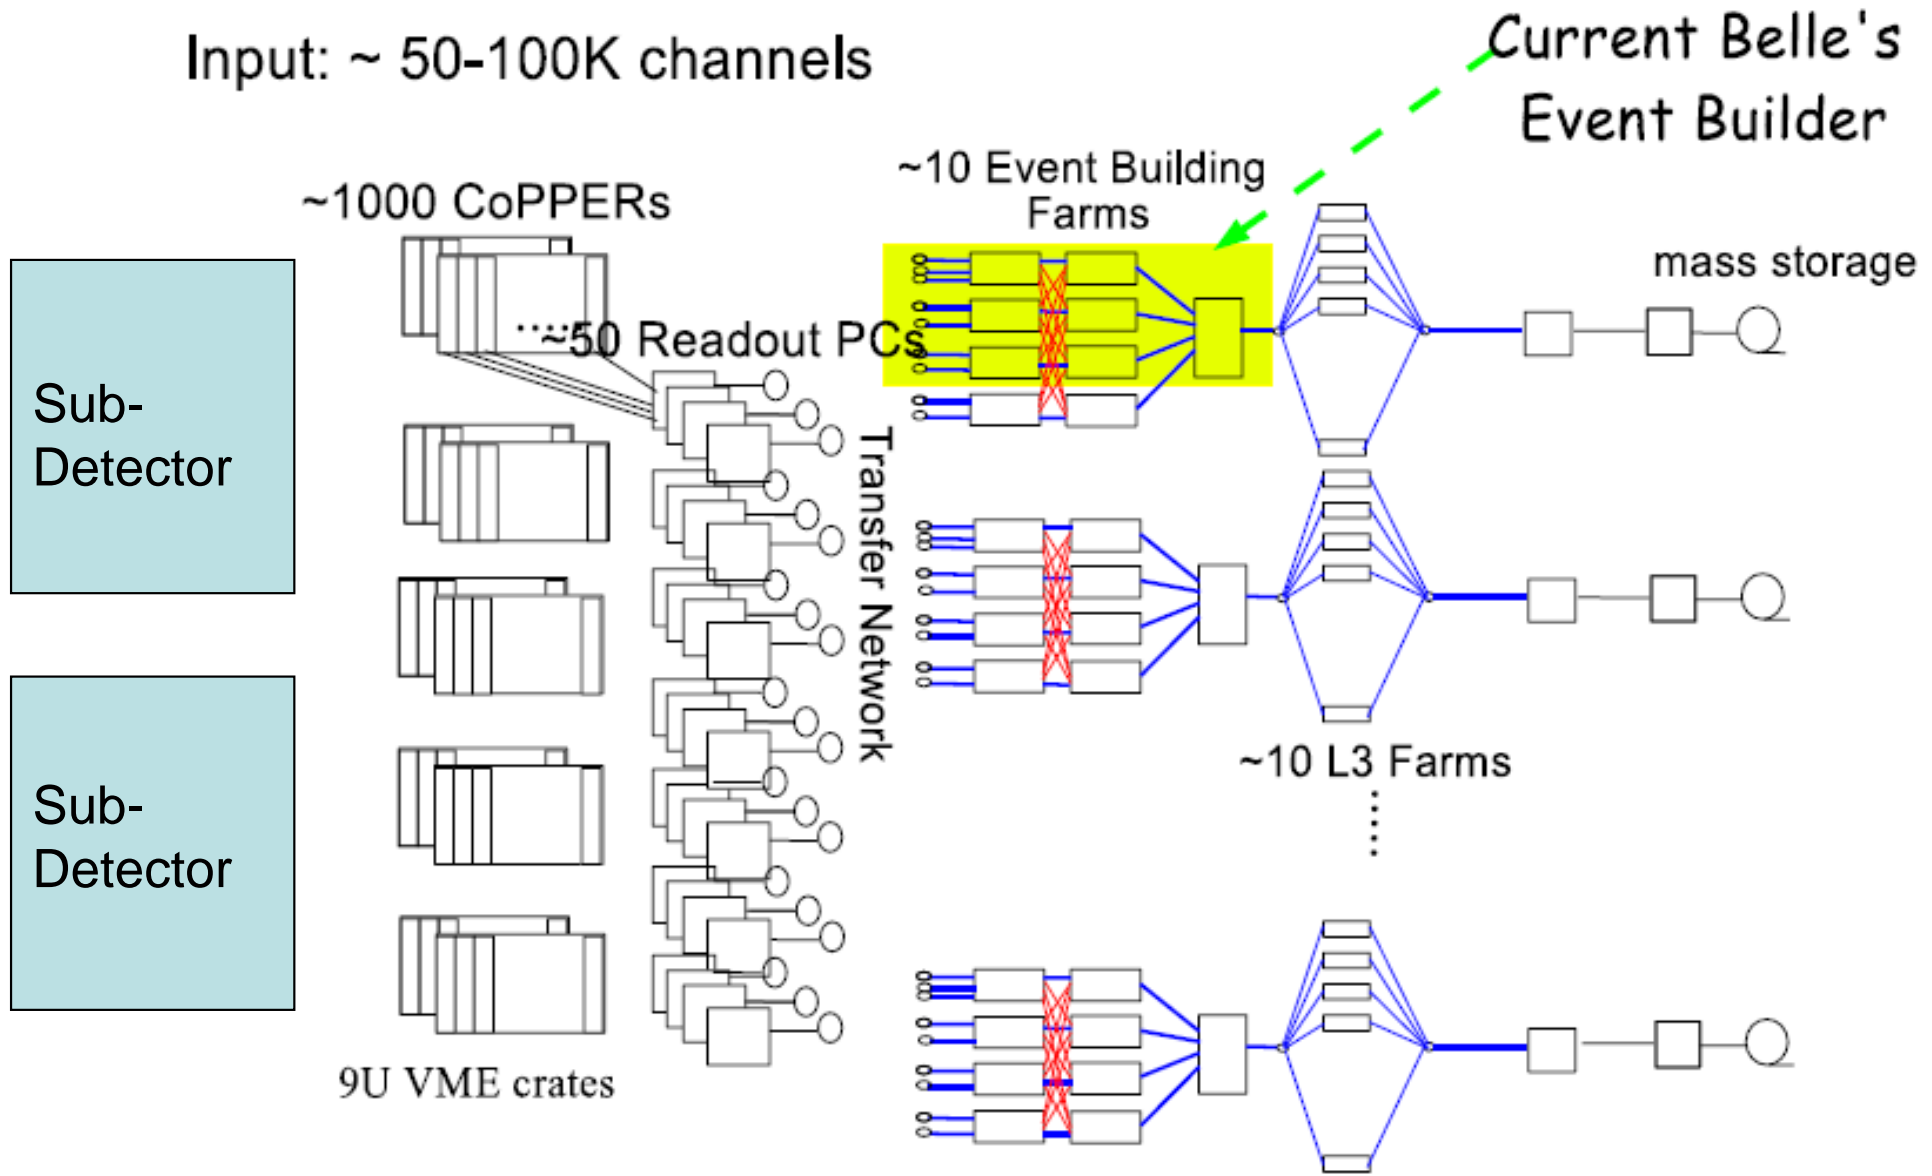 Input: ~ 50-100K channels
Current Belle's
Event Builder
~10 Event Building
Farms
~1000 CoPPERs
mass storage
.....
~50 Readout PCs
Sub-
Detector
Transfer Network
~10 L3 Farms
......
Sub-
Detector
9U VME crates